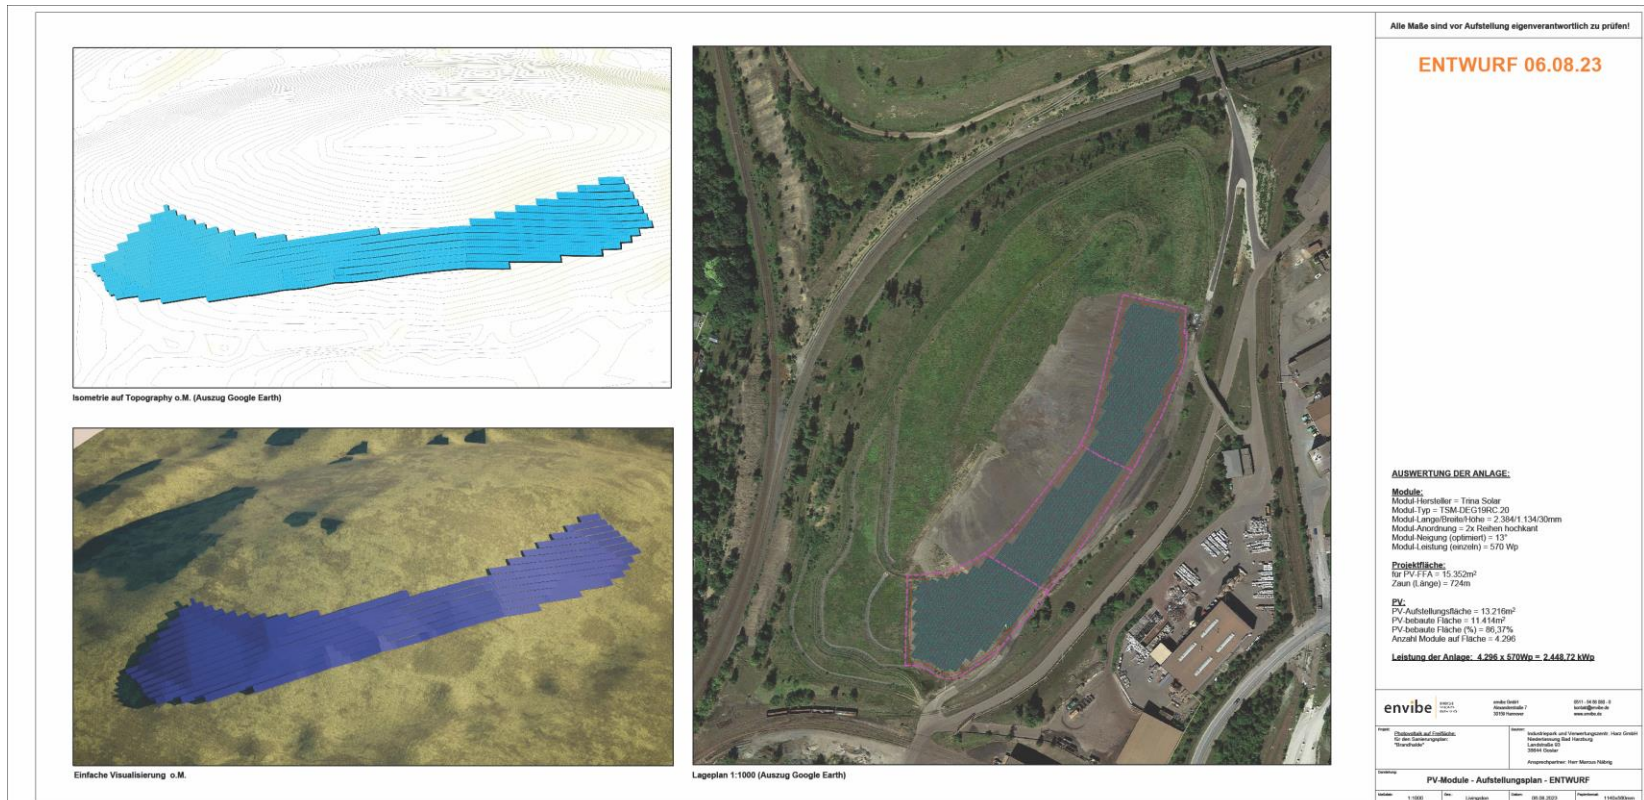 Alle Maße sind vor Aufstellung eigenverantwortlich zu prüfen!
ENTWURF 06.08.23
Isometrie auf Topography o.M. (Auszug Google Earth)
Einfache Visualisierung o.M.
Lageplan 1:1000 (Auszug Google Earth)
AUSWERTUNG DER ANLAGE:
Module:
Modul-Hersteller = Trina Solar
Modul-Typ = TSM-DEG19RC.20
Modul-Länge/Breite/Höhe = 2.384/1.134/30mm
Modul-Anordnung = 2x Reihen hochkant
Modul-Neigung (optimiert) = 13°
Modul-Leistung (einzeln) = 570 Wp
Projektfläche:
für PV-FFA = 15.352m²
Zaun (Länge) = 724m
PV:
PV-Aufstellungsfläche = 13.216m²
PV-bebaute Fläche = 11.414m²
PV-bebaute Fläche (%) = 86,37%
Anzahl Module auf Fläche = 4.296
Leistung der Anlage: 4.296 x 570Wp = 2.448,72 kWp
envibe
envibe GmbH
Alexanderstraße 7
kontakt@envibe.de
www.envibe.de
Photovoltaik auf Freifläche
für den Sanierungsplan:
"Brandhalde"
Industriepark und Verwertungszentr. Harz GmbH
Niederlassung Bad Harzburg
Landstraße 93
38644 Goslar
Ansprechpartner: Herr Marcus Näbrig
PV-Module - Aufstellungsplan - ENTWURF
1:1000
06.08.2023